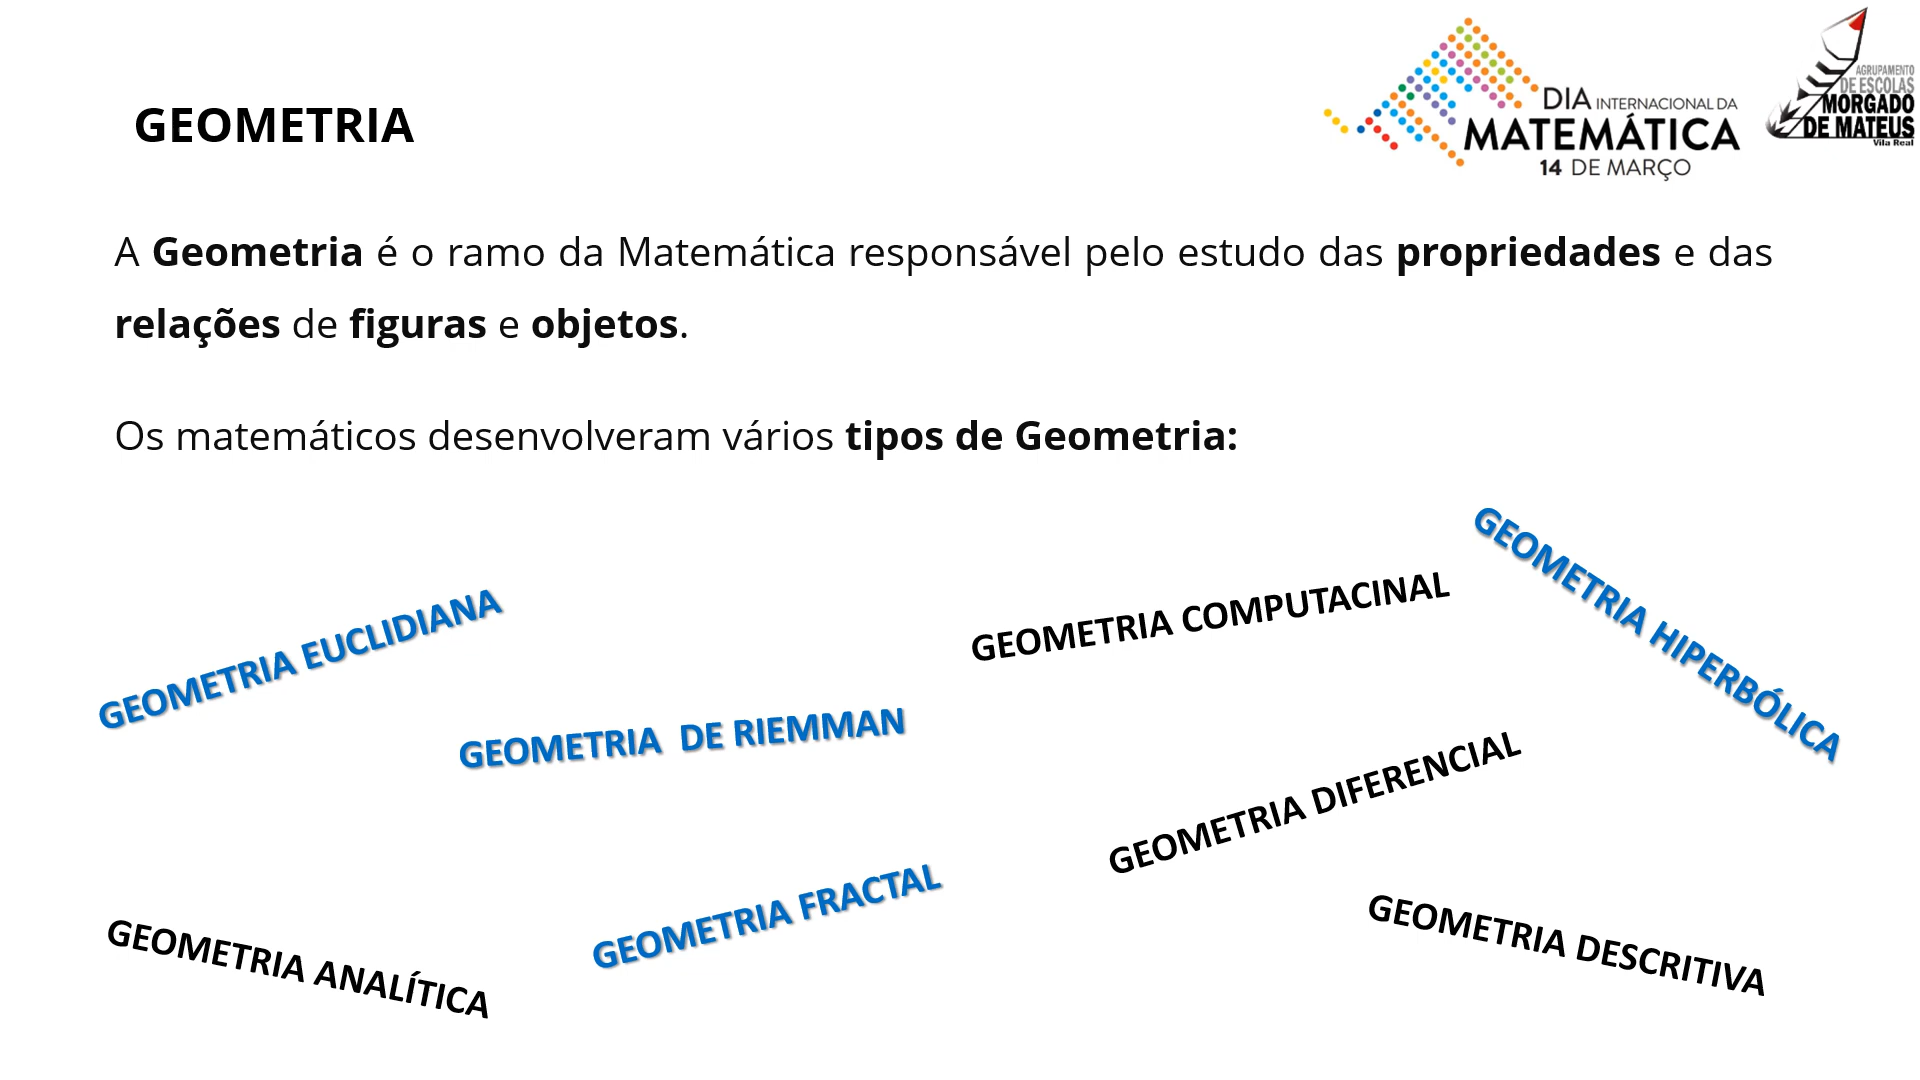 DIA INTERNACIONAL DA
MATEMÁTICA
14 DE MARÇO
AGRUPAMENTO
DE ESCOLAS
MORGADO
DE MATEUS
Vila Real
GEOMETRIA
A Geometria é o ramo da Matemática responsável pelo estudo das propriedades e das
relações de figuras e objetos.
Os matemáticos desenvolveram vários tipos de Geometria:
GEOMETRIA EUCLIDIANA
GEOMETRIA DE RIEMMAN
GEOMETRIA COMPUTACINAL
GEOMETRIA HIPERBÓLICA
GEOMETRIA DIFERENCIAL
GEOMETRIA FRACTAL
GEOMETRIA ANALÍTICA
GEOMETRIA DESCRITIVA